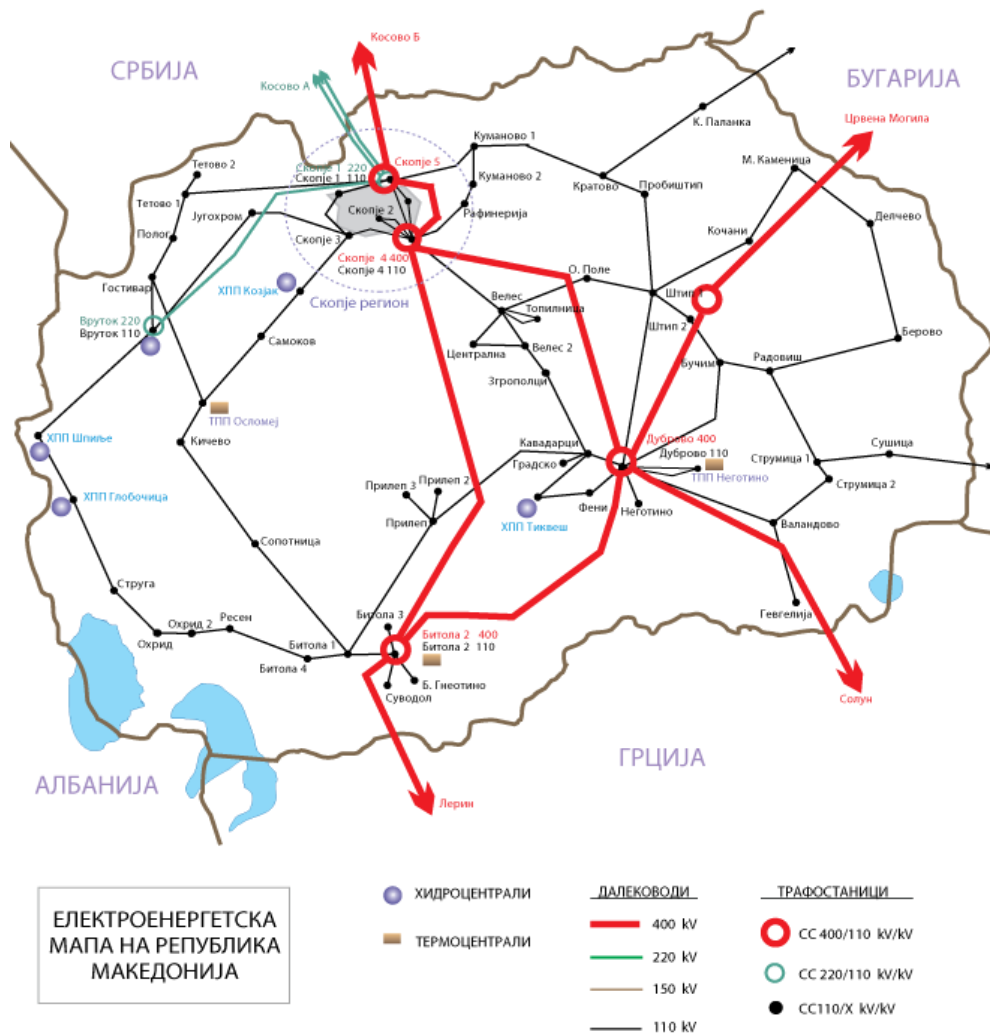 Косово Б
СРБИЈА
БУГАРИЈА
Косово А
Црвена Могила
К. Паланка
Куманово 1
Тетово 2
Скопје 5
Скопје 1 220
Скопје 1 110
М. Каменица
Куманово 2
Кратово
Пробиштип
Тетово 1
Југохром
Скопје 2
Рафинерија
Делчево
Полог
Скопје 3
Кочани
Скопје 4 400
Скопје 4 110
О. Поле
Гостивар
ХПП Козјак
Скопје регион
Велес
Топилница
Штип 1
Вруток 220
Вруток 110
Штип 2
Берово
Самоков
Централна
Велес 2
Бучим
Радовиш
Згрополци
ТПП Осломеј
Кичево
ХПП Шпиље
Кавадарци
Градско
Дуброво 400
Дуброво 110
ТПП Неготино
Струмица 1
Сушица
Струмица 2
Прилеп 3
Прилеп 2
ХПП Глобочица
Прилеп
ХПП Тиквеш
Фени
Неготино
Валандово
Сопотница
Струга
Гевгелија
Охрид
Охрид 2
Ресен
Битола 3
Битола 1
Битола 2 400
Битола 2 110
Битола 4
Суводол
Б. Гнеотино
Солун
ГРЦИЈА
АЛБАНИЈА
Лерин
ЕЛЕКТРОЕНЕРГЕТСКА
МАПА НА РЕПУБЛИКА
МАКЕДОНИЈА
ХИДРОЦЕНТРАЛИ
ТЕРМОЦЕНТРАЛИ
ДАЛЕКОВОДИ
400 kV
220 kV
150 kV
110 kV
ТРАФОСТАНИЦИ
СС 400/110 kV/kV
СС 220/110 kV/kV
СС110/X kV/kV